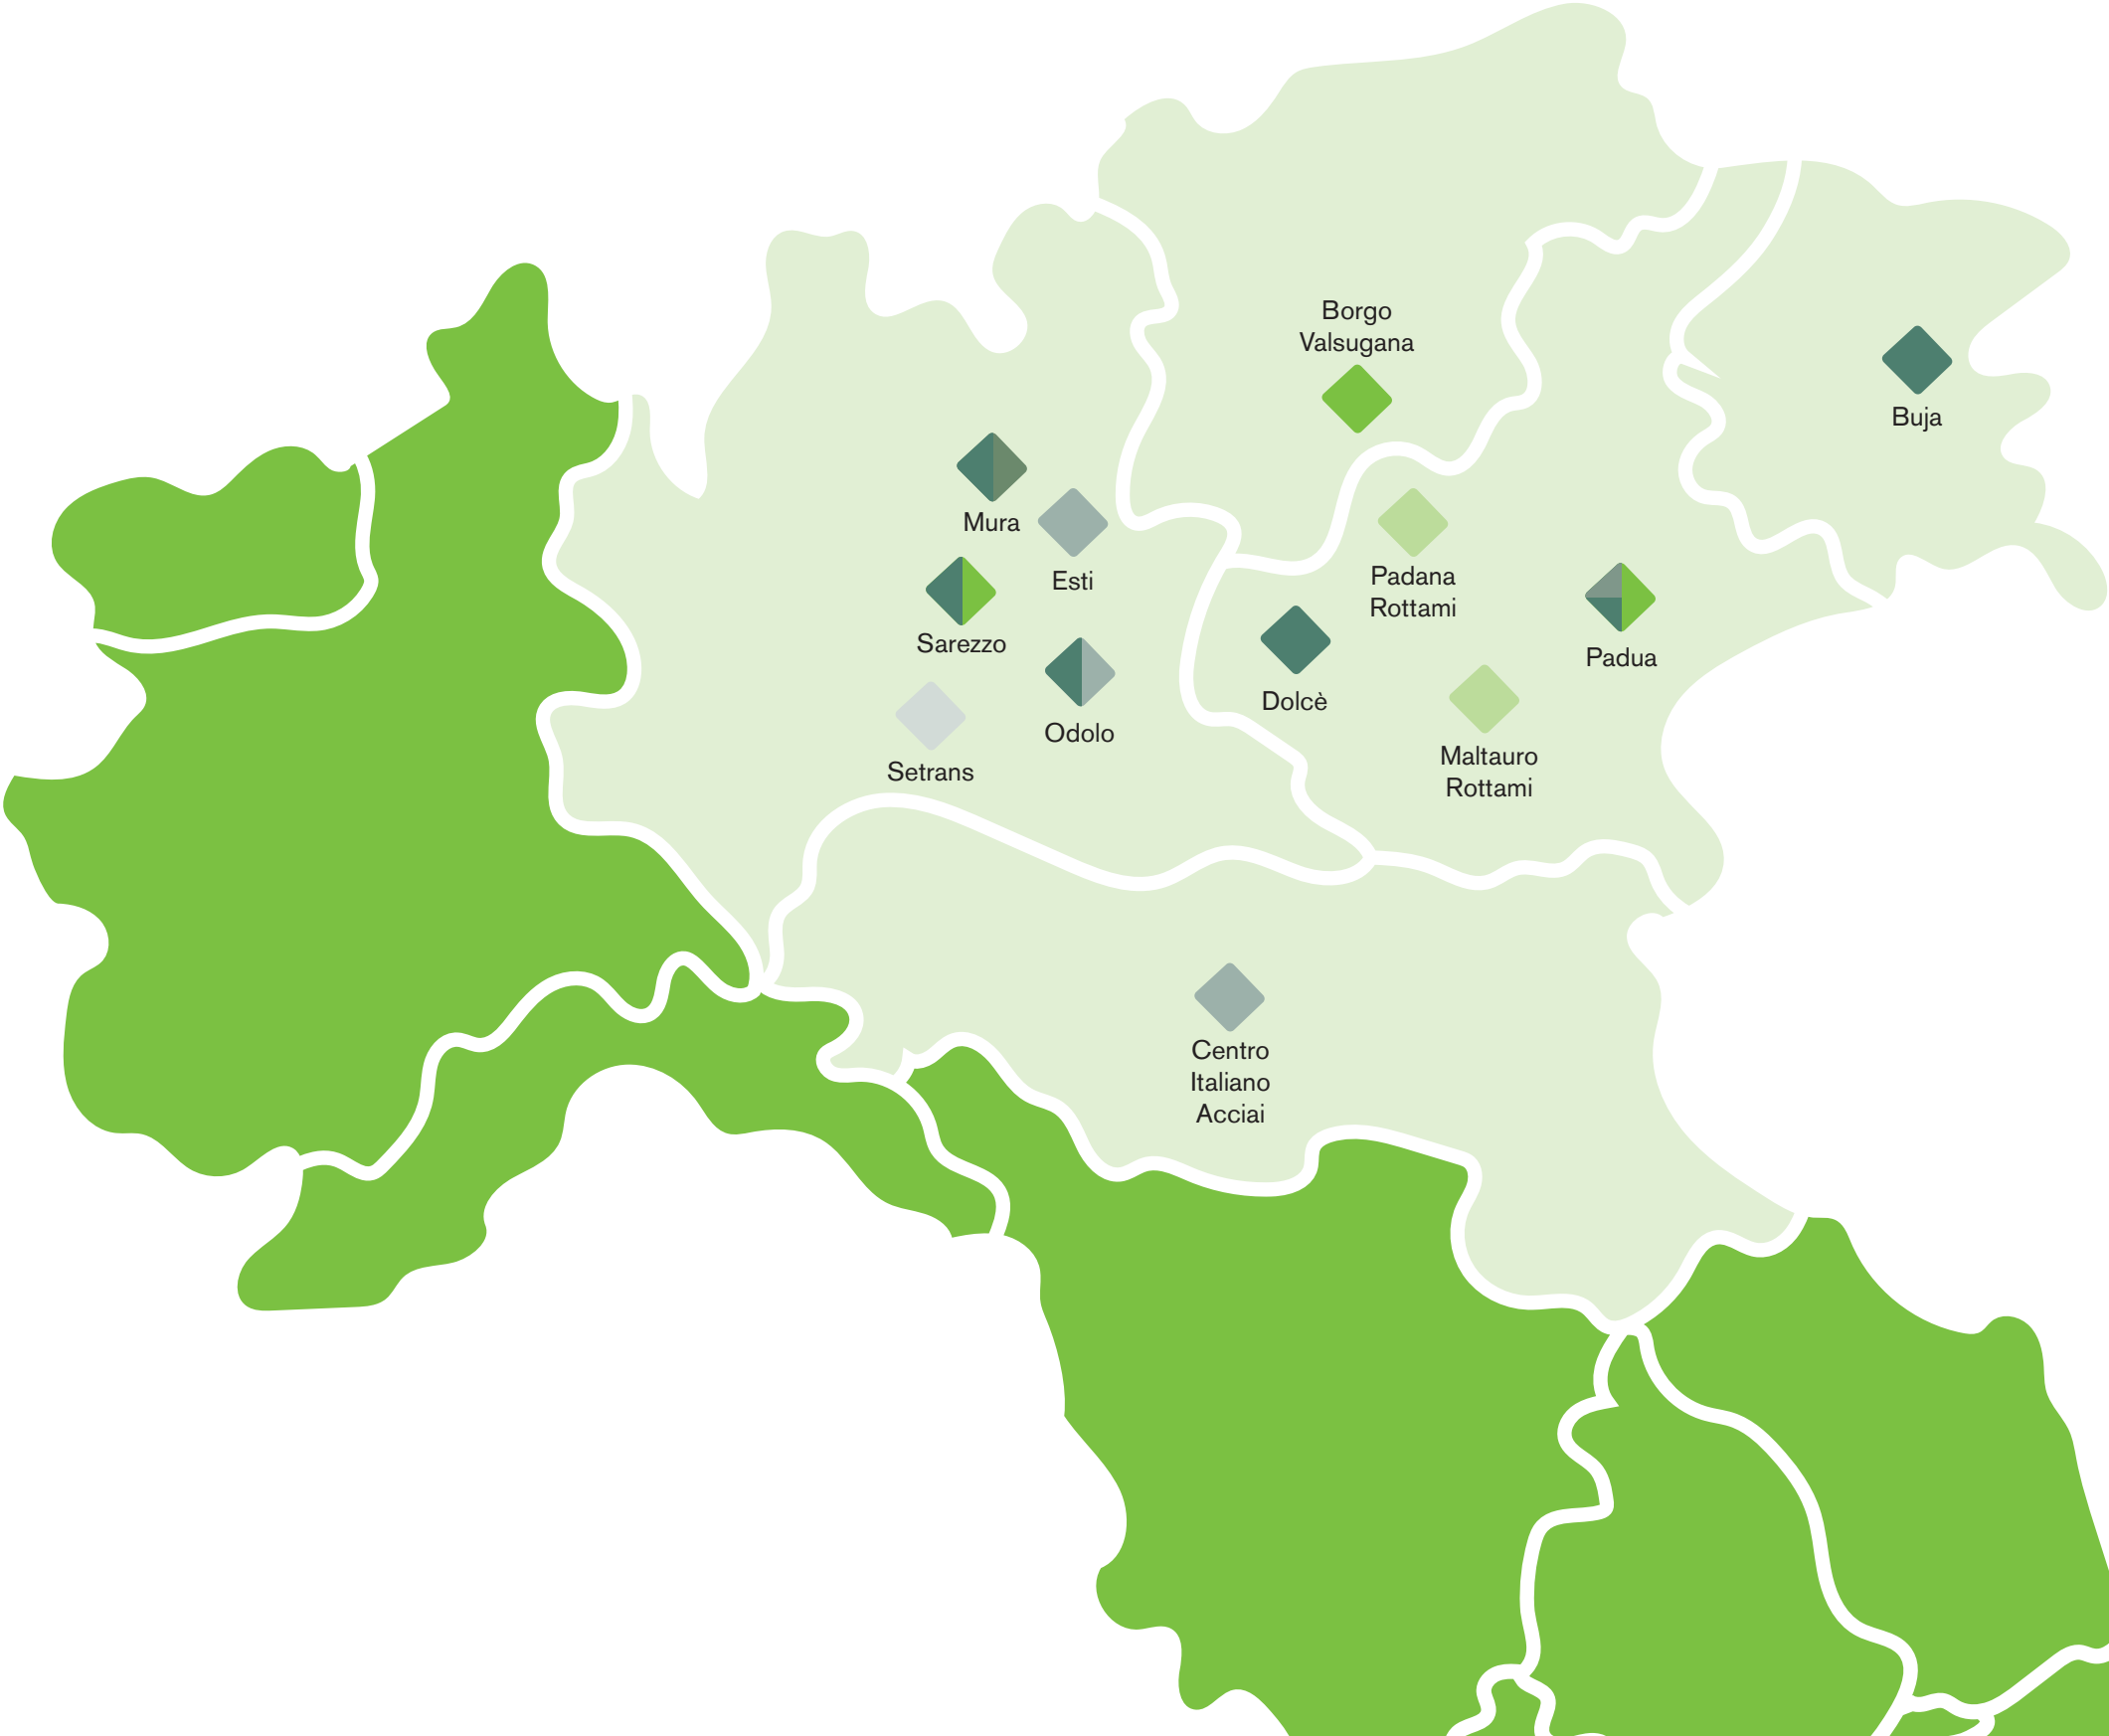 Borgo
Valsugana
Buja
Mura
Esti
Padana
Rottami
Sarezzo
Padua
Dolcè
Odolo
Maltauro
Rottami
Setrans
Centro
Italiano
Acciai